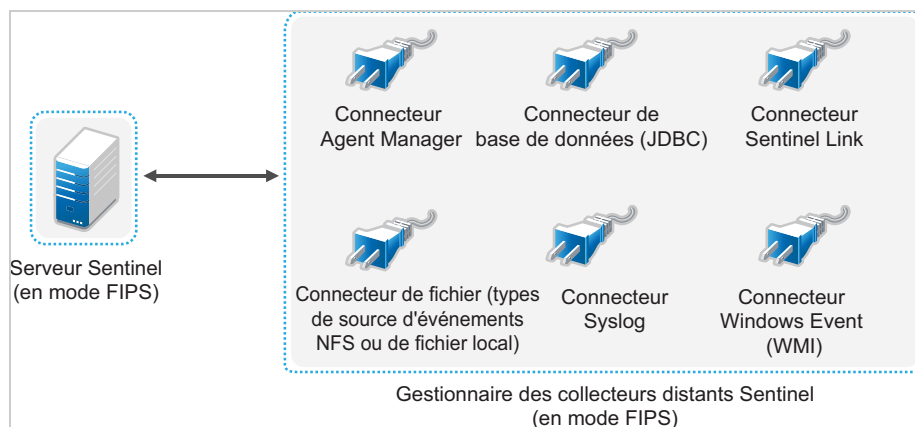 Connecteur
Agent Manager
Connecteur de
base de données (JDBC)
Connecteur
Sentinel Link
Serveur Sentinel
(en mode FIPS)
Connecteur de fichier (types
de source d'événements
NFS ou de fichier local)
Connecteur
Syslog
Connecteur
Windows Event
(WMI)
Gestionnaire des collecteurs distants Sentinel
(en mode FIPS)